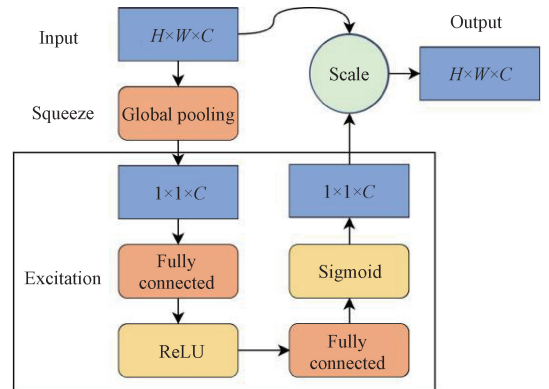 Input
H×W×C
Output
Scale
H×W×C
Squeeze
Global pooling
1×1×C
1×1×C
Excitation
Fully
connected
Sigmoid
ReLU
Fully
connected